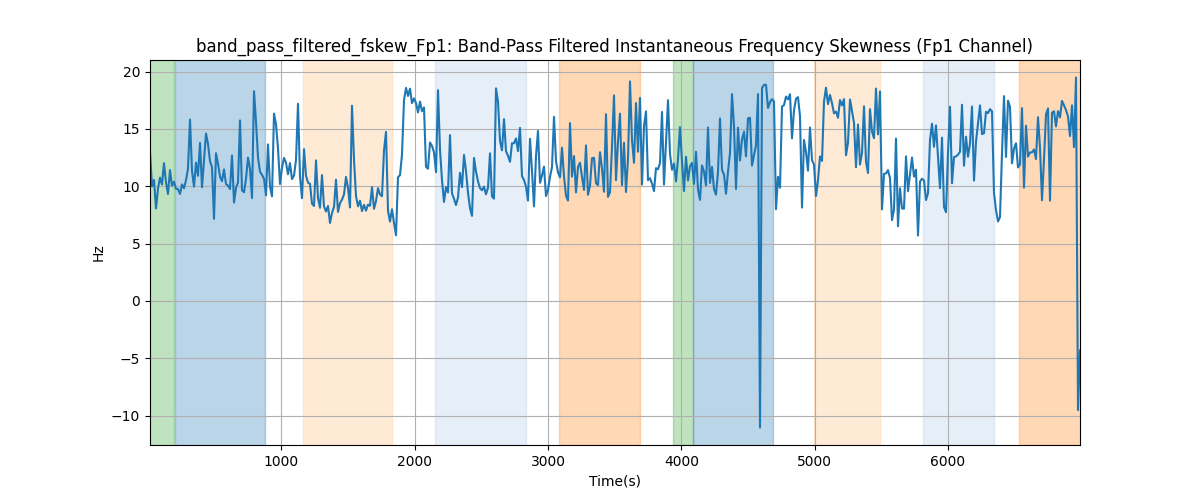 band_pass_filtered_fskew_Fp1: Band-Pass Filtered Instantaneous Frequency Skewness (Fp1 Channel)
20
15
10
5
0
−5
−10
Hz
1000 2000 3000 4000 5000 6000
Time(s)